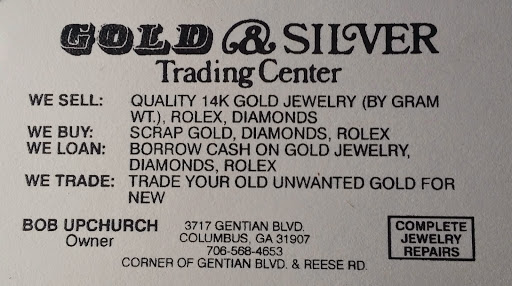 GOLD & SILVER
Trading Center
WE SELL: QUALITY 14K GOLD JEWELRY (BY GRAM
WT.), ROLEX, DIAMONDS
WE BUY: SCRAP GOLD, DIAMONDS, ROLEX
WE LOAN: BORROW CASH ON GOLD JEWELRY,
DIAMONDS, ROLEX
WE TRADE: TRADE YOUR OLD UNWANTED GOLD FOR
NEW
BOB UPCHURCH
Owner
3717 GENTIAN BLVD.
COLUMBUS, GA 31907
706-568-4653
CORNER OF GENTIAN BLVD. & REESE RD.
COMPLETE
JEWELRY
REPAIRS